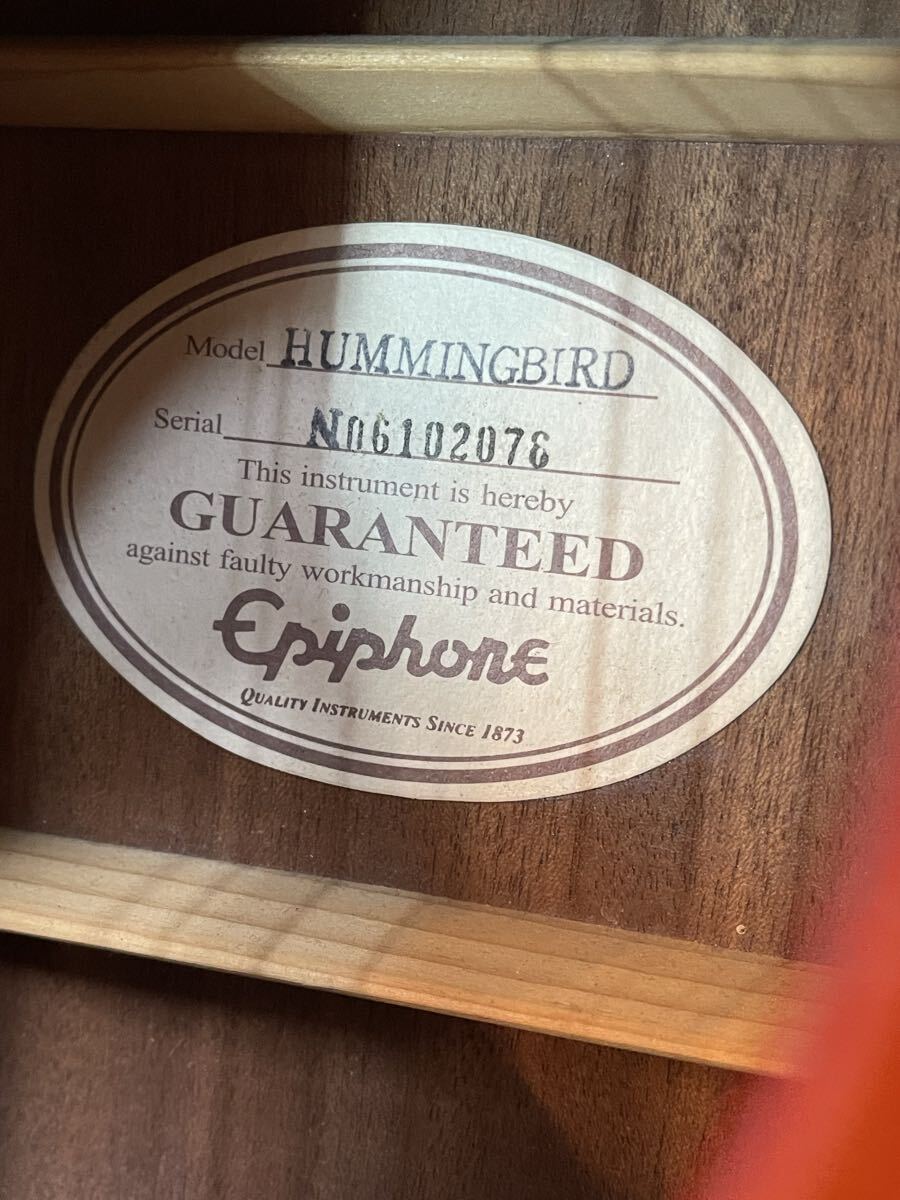 Model HUMMINGBIRD
Serial N06102076
This instrument is hereby
GUARANTEED
against faulty workmanship and materials.
Epiphone
QUALITY INSTRUMENTS SINCE 1873